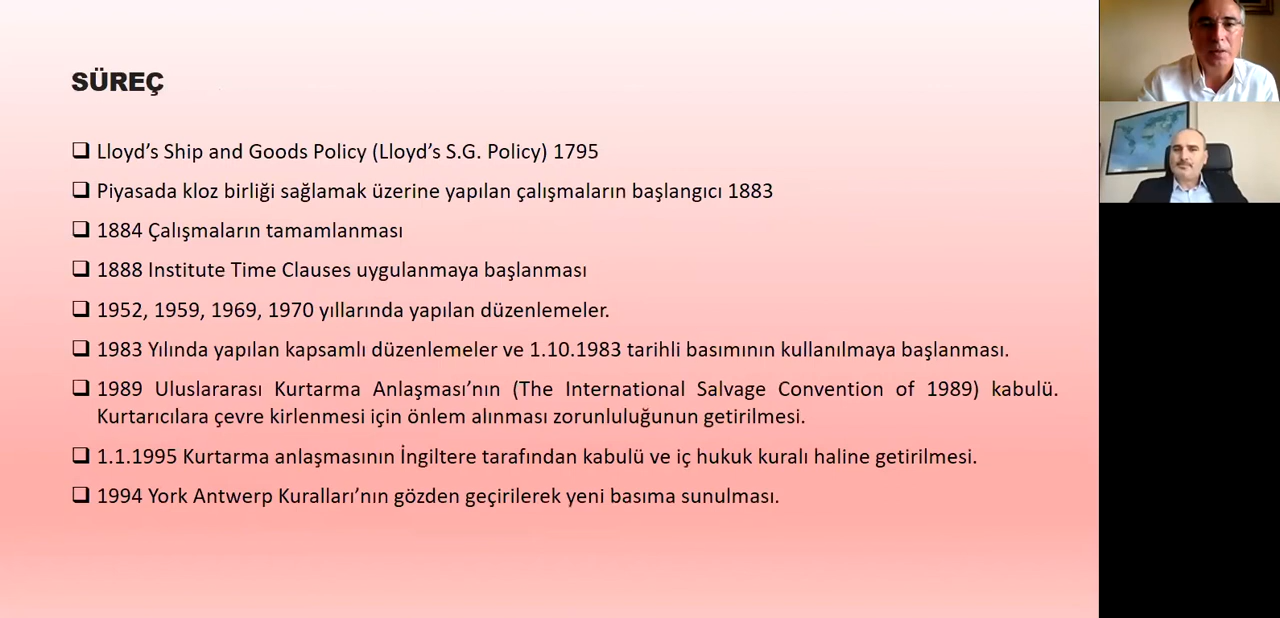 SÜREÇ
Lloyd's Ship and Goods Policy (Lloyd's S.G. Policy) 1795
Piyasada kloz birliği sağlamak üzerine yapılan çalışmaların başlangıcı 1883
1884 Çalışmaların tamamlanması
1888 Institute Time Clauses uygulanmaya başlanması
1952, 1959, 1969, 1970 yıllarında yapılan düzenlemeler.
1983 Yılında yapılan kapsamlı düzenlemeler ve 1.10.1983 tarihli basımının kullanılmaya başlanması.
1989 Uluslararası Kurtarma Anlaşması'nın (The International Salvage Convention of 1989) kabulü.
Kurtarıcılara çevre kirlenmesi için önlem alınması zorunluluğunun getirilmesi.
1.1.1995 Kurtarma anlaşmasının İngiltere tarafından kabulü ve iç hukuk kuralı haline getirilmesi.
1994 York Antwerp Kuralları'nın gözden geçirilerek yeni basıma sunulması.